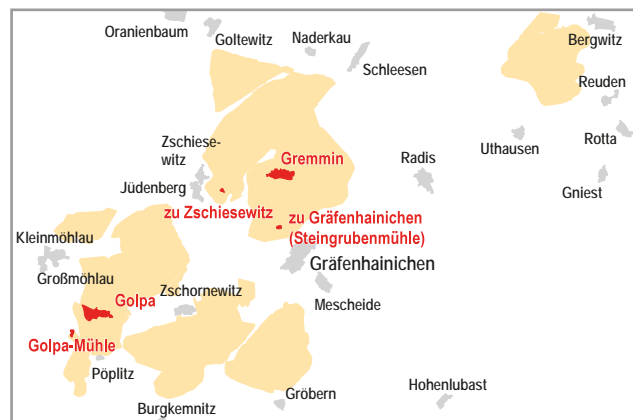 Oranienbaum
Goltewitz
Naderkau
Schleesen
Bergwitz
Reuden
Zschiese-
witz
Gremmin
Radis
Uthausen
Rotta
Jüdenberg
Gniest
zu Zschiesewitz
zu Gräfenhainichen
(Steingrubenmühle)
Kleinmöhlau
Gräfenhainichen
Großmöhlau
Golpa
Zschornewitz
Mescheide
Golpa-Mühle
Pöplitz
Burgkemnitz
Gröbern
Hohenlubast